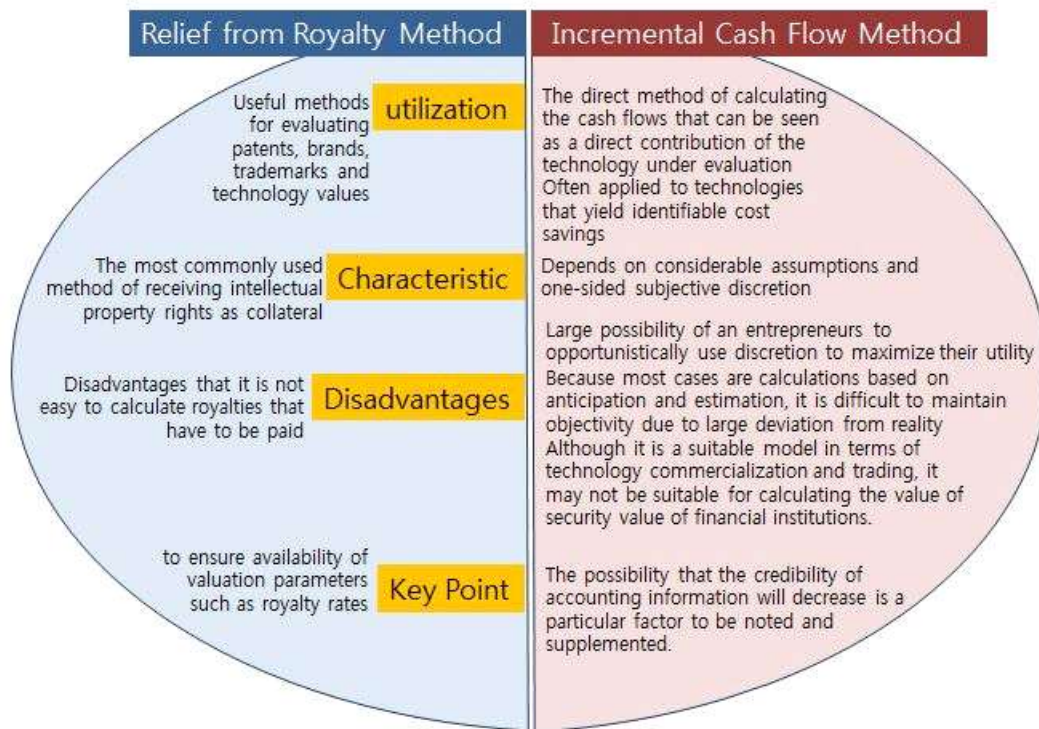 Relief from Royalty Method
Incremental Cash Flow Method
utilization
Useful methods
for evaluating
patents, brands,
trademarks and
technology values
The direct method of calculating
the cash flows that can be seen
as a direct contribution of the
technology under evaluation
Often applied to technologies
that yield identifiable cost
savings
Characteristic
The most commonly used
method of receiving intellectual
property rights as collateral
Depends on considerable assumptions and
one-sided subjective discretion
Disadvantages
Disadvantages that it is not
easy to calculate royalties that
have to be paid
Large possibility of an entrepreneurs to
opportunistically use discretion to maximize their utility
Because most cases are calculations based on
anticipation and estimation, it is difficult to maintain
objectivity due to large deviation from reality
Although it is a suitable model in terms of
technology commercialization and trading, it
may not be suitable for calculating the value of
security value of financial institutions.
Key Point
to ensure availability of
valuation parameters
such as royalty rates
The possibility that the credibility of
accounting information will decrease is a
particular factor to be noted and
supplemented.